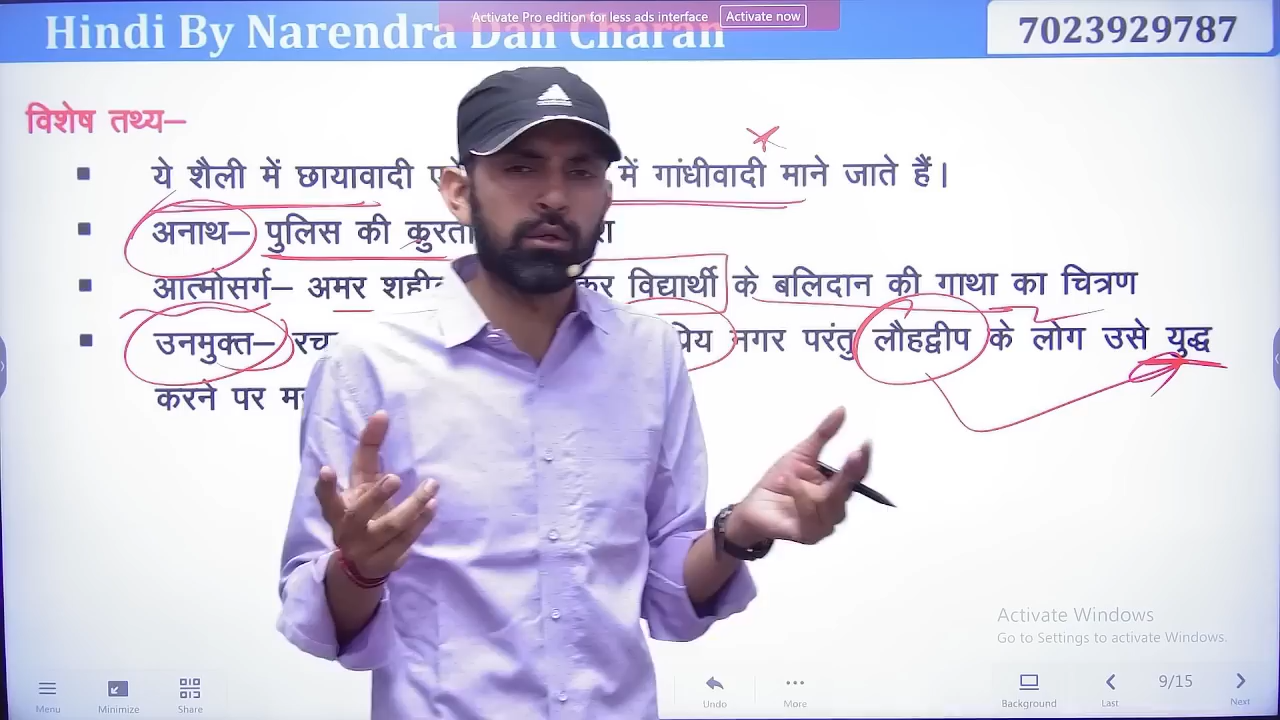 Activate Pro edition for less ads interface Activate now
Hindi By Narendra Dan Charan 7023929787
विशेष तथ्य–
ये शैली में छायावादी में गांधीवादी माने जाते हैं।
अनाथ– पुलिस की क्रुरता
आत्मोसर्ग– अमर विद्यार्थी के बलिदान की गाथा का चित्रण
उनमुक्त– नगर परंतु लौहद्वीप के लोग उसे युद्ध
करने पर
Activate Windows
Go to Settings to activate Windows.
Menu Minimize Share Undo More Background Last 9/15 Next